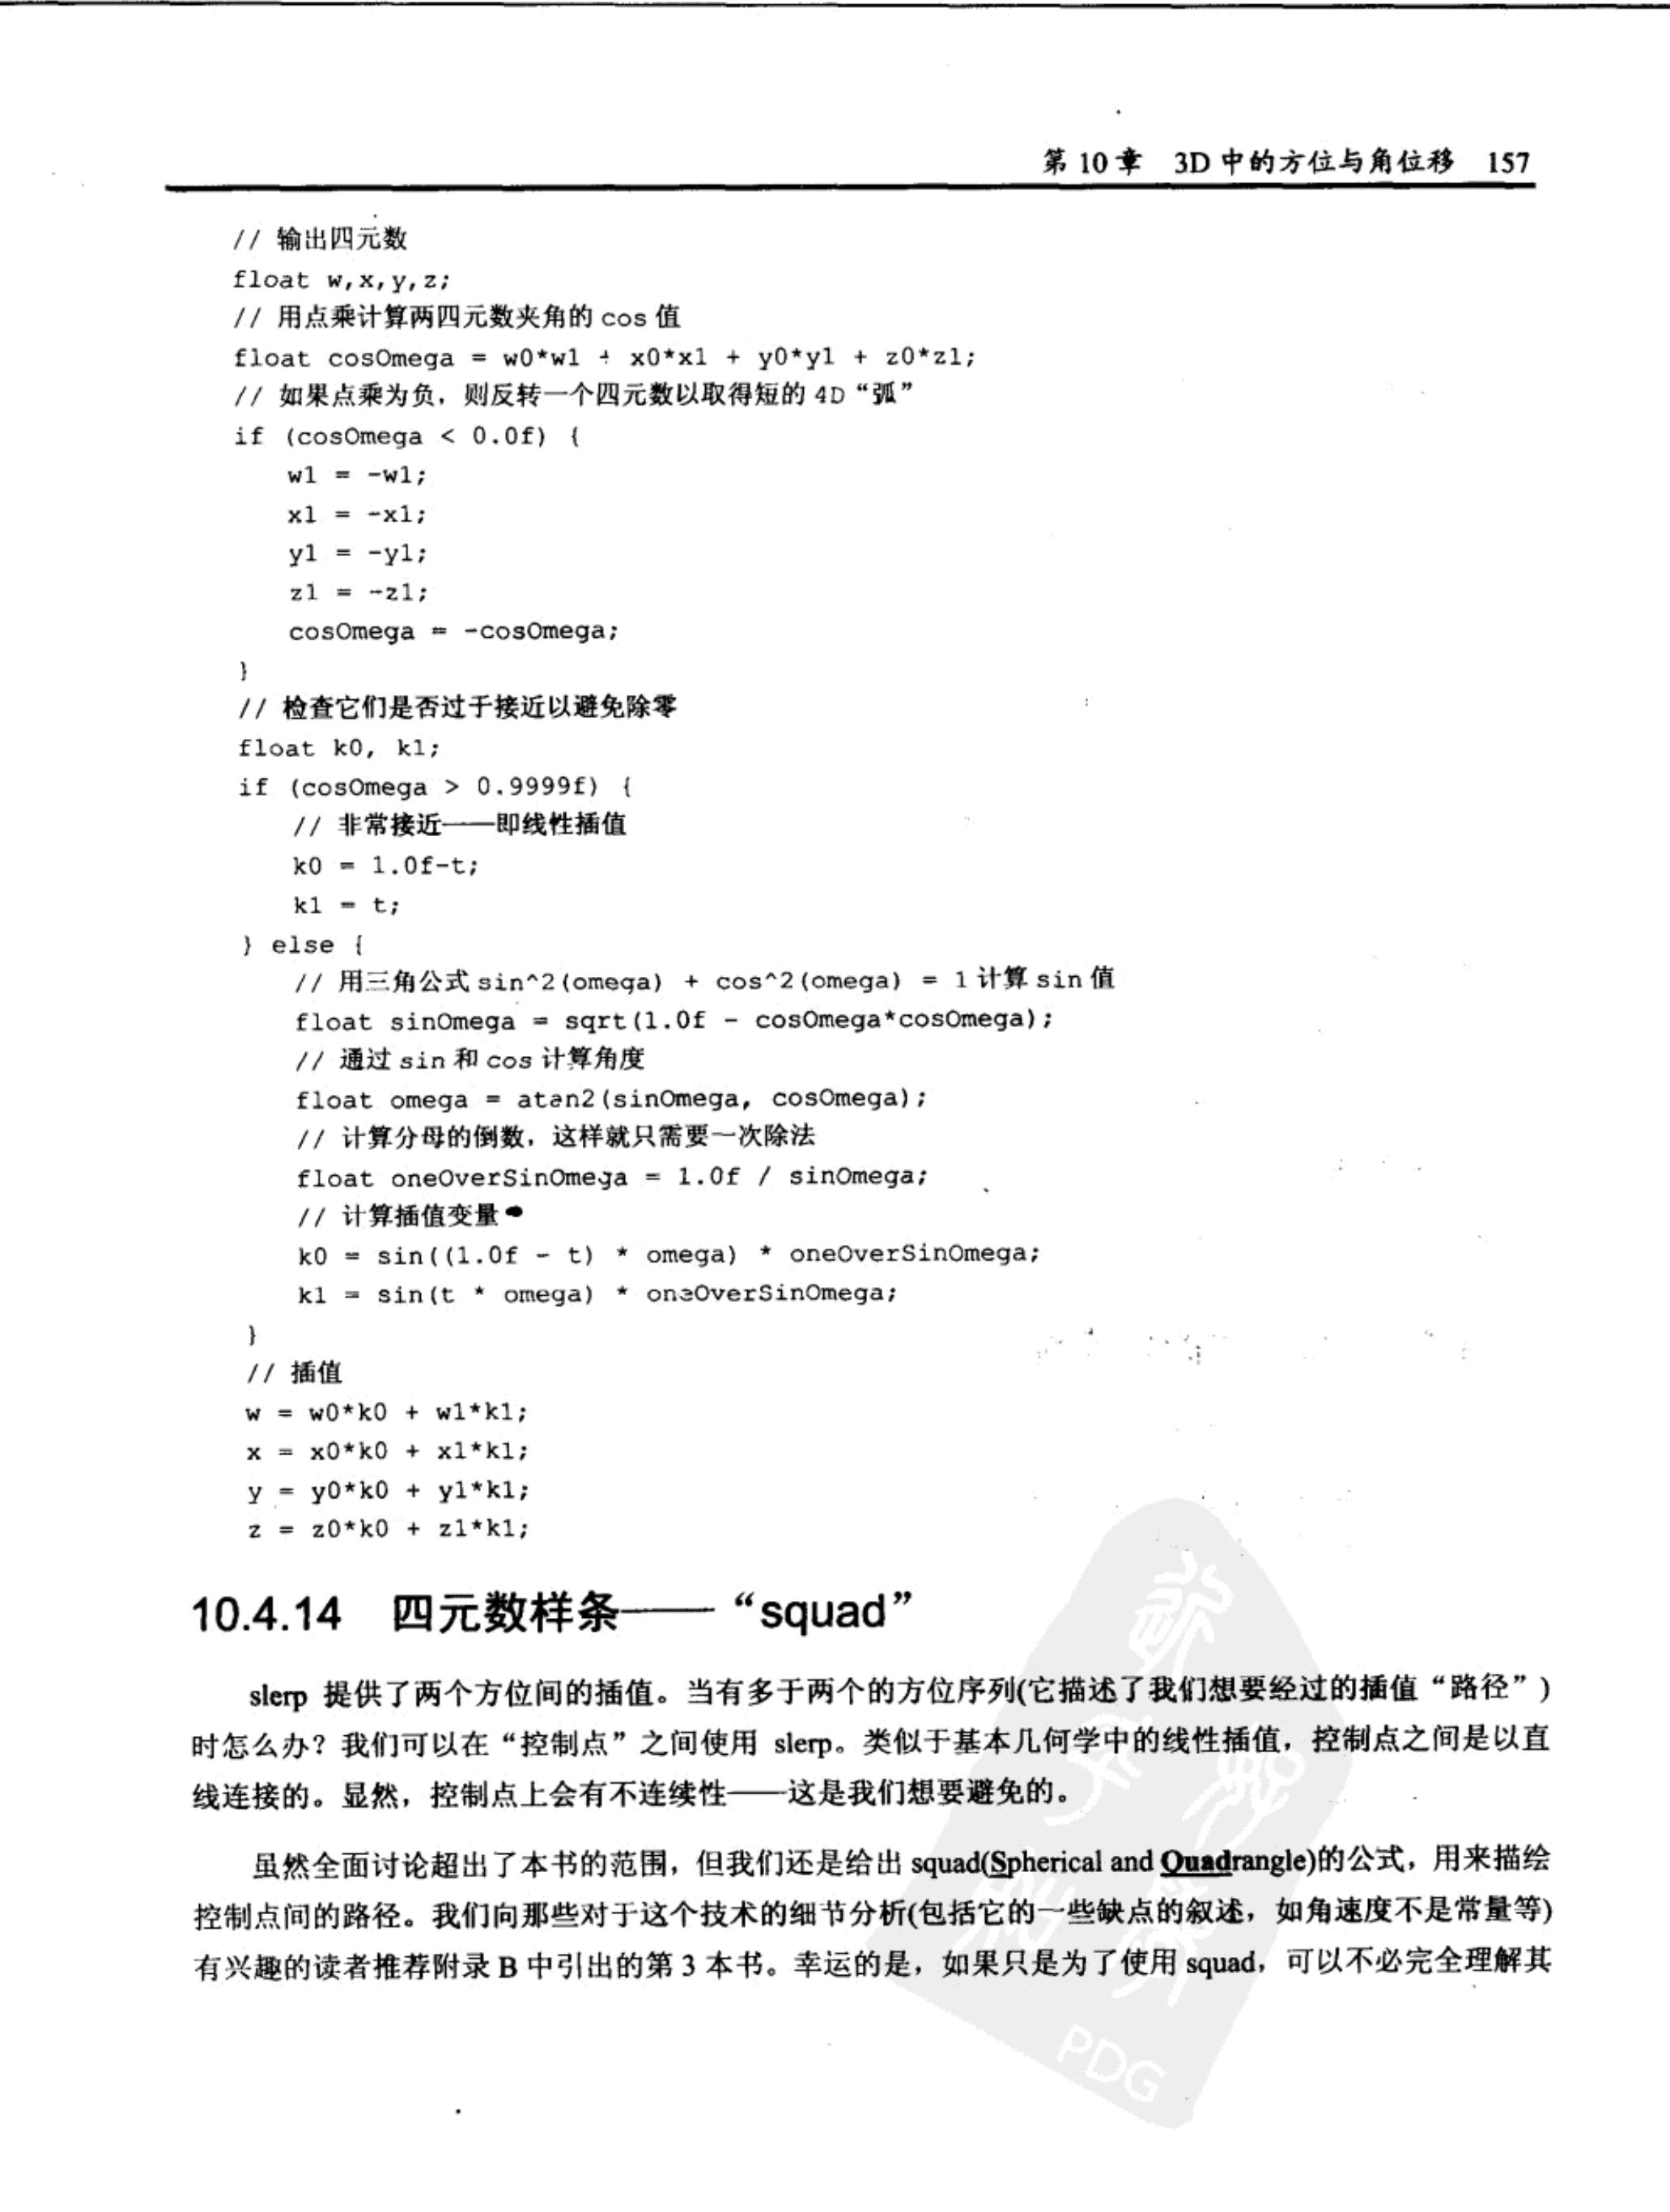 第 10 章 3D 中的方位与角位移 157
// 输出四元数
float w,x,y,z;
// 用点乘计算两四元数夹角的 cos 值
float cosOmega = w0*w1 + x0*x1 + y0*y1 + z0*z1;
// 如果点乘为负，则反转一个四元数以取得短的 4D“弧”
if (cosOmega < 0.0f) {
w1 = -w1;
x1 = -x1;
y1 = -y1;
z1 = -z1;
cosOmega = -cosOmega;
}
// 检查它们是否过于接近以避免除零
float k0, k1;
if (cosOmega > 0.9999f) {
// 非常接近——即线性插值
k0 = 1.0f-t;
k1 = t;
} else {
// 用三角公式 sin^2(omega) + cos^2(omega) = 1 计算 sin 值
float sinOmega = sqrt(1.0f - cosOmega*cosOmega);
// 通过 sin 和 cos 计算角度
float omega = atan2(sinOmega, cosOmega);
// 计算分母的倒数，这样就只需要一次除法
float oneOverSinOmega = 1.0f / sinOmega;
// 计算插值变量
k0 = sin((1.0f - t) * omega) * oneOverSinOmega;
k1 = sin(t * omega) * oneOverSinOmega;
}
// 插值
w = w0*k0 + w1*k1;
x = x0*k0 + x1*k1;
y = y0*k0 + y1*k1;
z = z0*k0 + z1*k1;
10.4.14 四元数样条——“squad”
slerp 提供了两个方位间的插值。当有多于两个的方位序列(它描述了我们想要经过的插值“路径”)
时怎么办？我们可以在“控制点”之间使用 slerp。类似于基本几何学中的线性插值，控制点之间是以直
线连接的。显然，控制点上会有不连续性——这是我们想要避免的。
虽然全面讨论超出了本书的范围，但我们还是给出 squad(Spherical and Quadrangle)的公式，用来描绘
控制点间的路径。我们向那些对于这个技术的细节分析(包括它的一些缺点的叙述，如角速度不是常量等)
有兴趣的读者推荐附录 B 中引出的第 3 本书。幸运的是，如果只是为了使用 squad，可以不必完全理解其
PDG